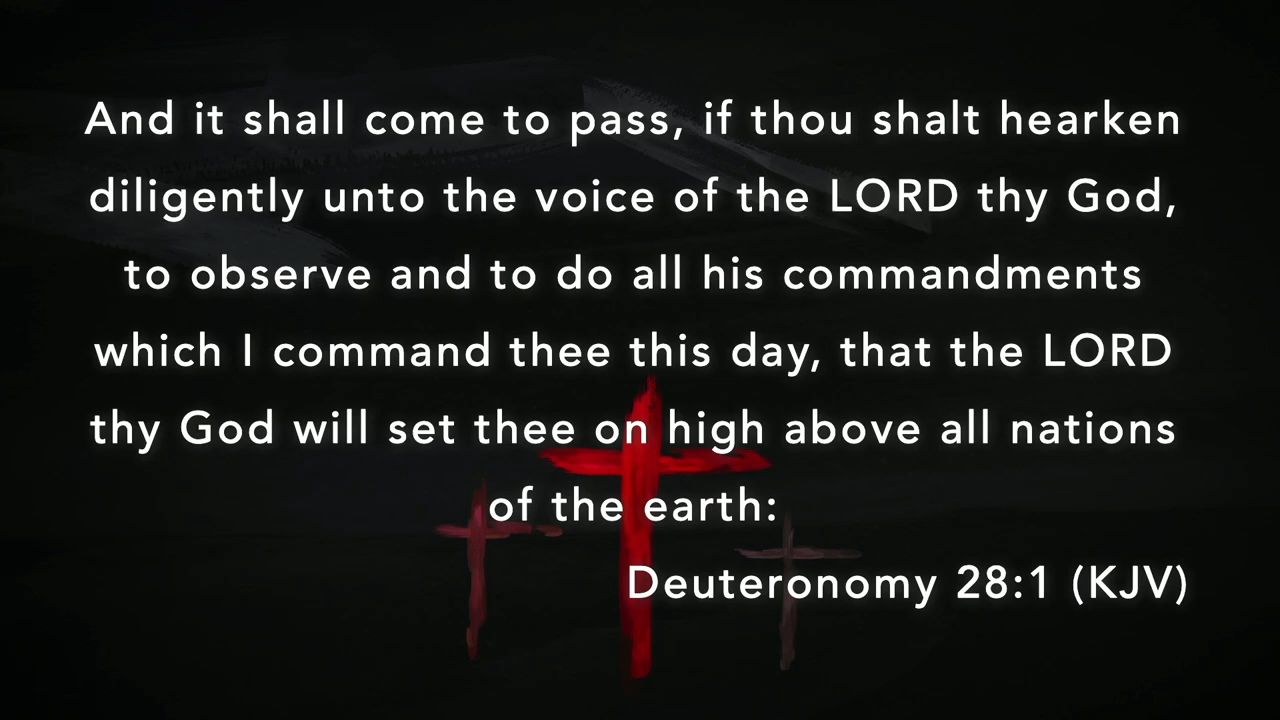 And it shall come to pass, if thou shalt hearken
diligently unto the voice of the LORD thy God,
to observe and to do all his commandments
which I command thee this day, that the LORD
thy God will set thee on high above all nations
of the earth:
Deuteronomy 28:1 (KJV)